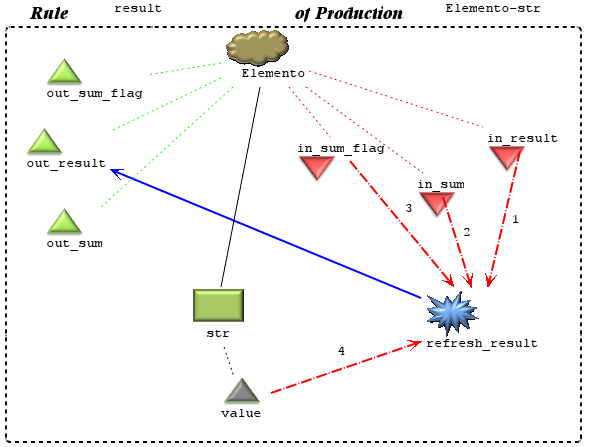 Rule result of Production Elemento-str
Elemento
out_sum_flag
in_result
in_sum_flag
out_result
in_sum
3
1
2
out_sum
str
refresh_result
4
value